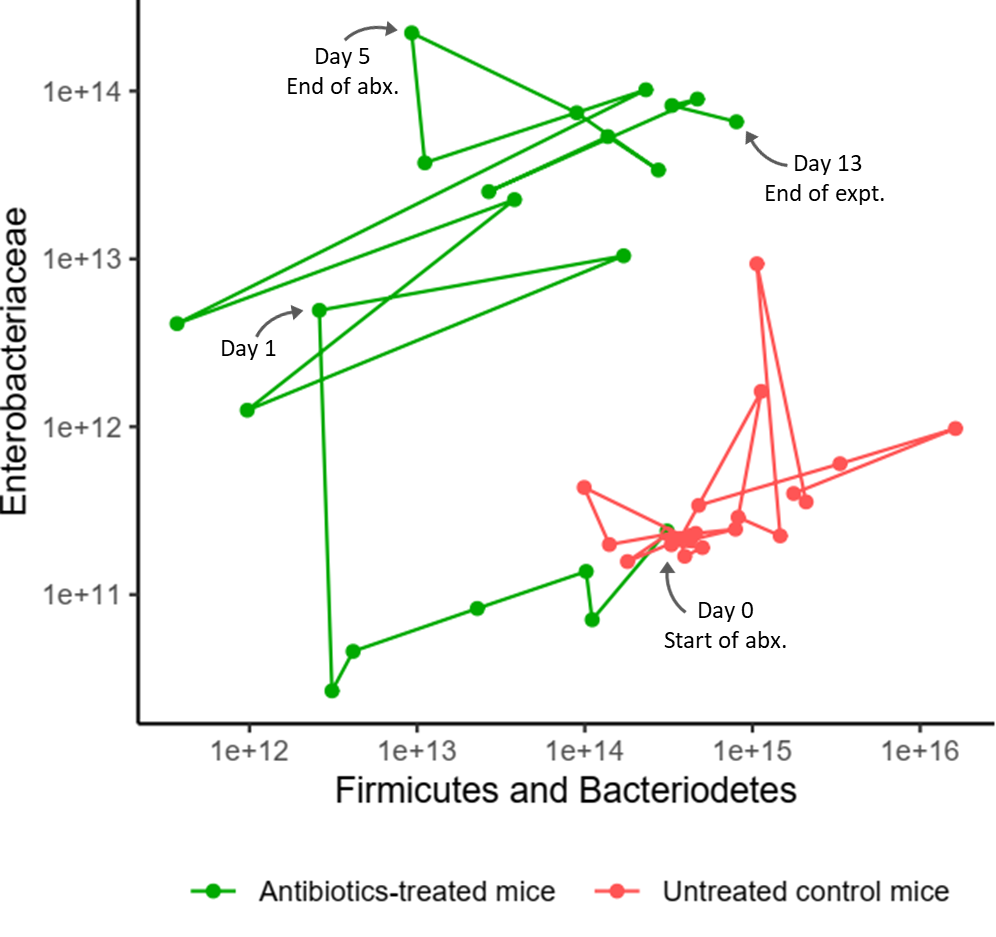 Day 5
End of abx.
1e+14
Day 13
End of expt.
1e+13
Day 1
1e+12
1e+11
Day 0
Start of abx.
Enterobacteriaceae
1e+12 1e+13 1e+14 1e+15 1e+16
Firmicutes and Bacteriodetes
Antibiotics-treated mice Untreated control mice